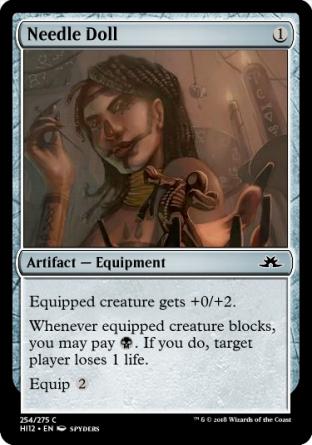 Needle Doll 1
Artifact — Equipment
Equipped creature gets +0/+2.
Whenever equipped creature blocks,
you may pay . If you do, target
player loses 1 life.
Equip 2
254/275 C
HI12 • EN SPYDERS
™ & © 2018 Wizards of the Coast